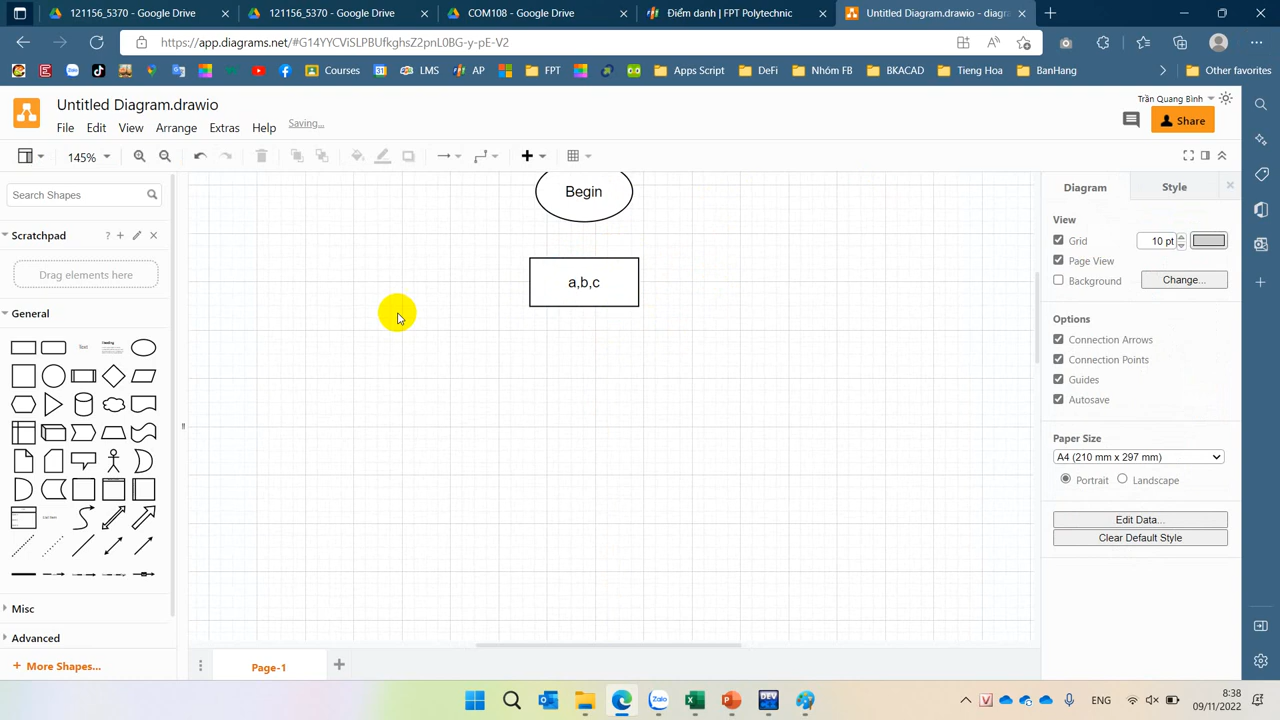 121156_5370 - Google Drive
121156_5370 - Google Drive
COM108 - Google Drive
Điểm danh | FPT Polytechnic
Untitled Diagram.drawio - diagra
https://app.diagrams.net/#G14YYCViSLPBUfkghsZ2pnL0BG-y-pE-V2
Courses
LMS
AP
FPT
Apps Script
DeFi
Nhóm FB
BKACAD
Tieng Hoa
BanHang
Other favorites
Untitled Diagram.drawio
Trần Quang Bình
File
Edit
View
Arrange
Extras
Help
Saving...
Share
145%
Search Shapes
Scratchpad
Drag elements here
General
Text
Heading
List Item
Misc
Advanced
+ More Shapes...
Begin
a,b,c
Page-1
Diagram
Style
View
Grid
10 pt
Page View
Background
Change...
Options
Connection Arrows
Connection Points
Guides
Autosave
Paper Size
A4 (210 mm x 297 mm)
Portrait
Landscape
Edit Data...
Clear Default Style
ENG
8:38
09/11/2022